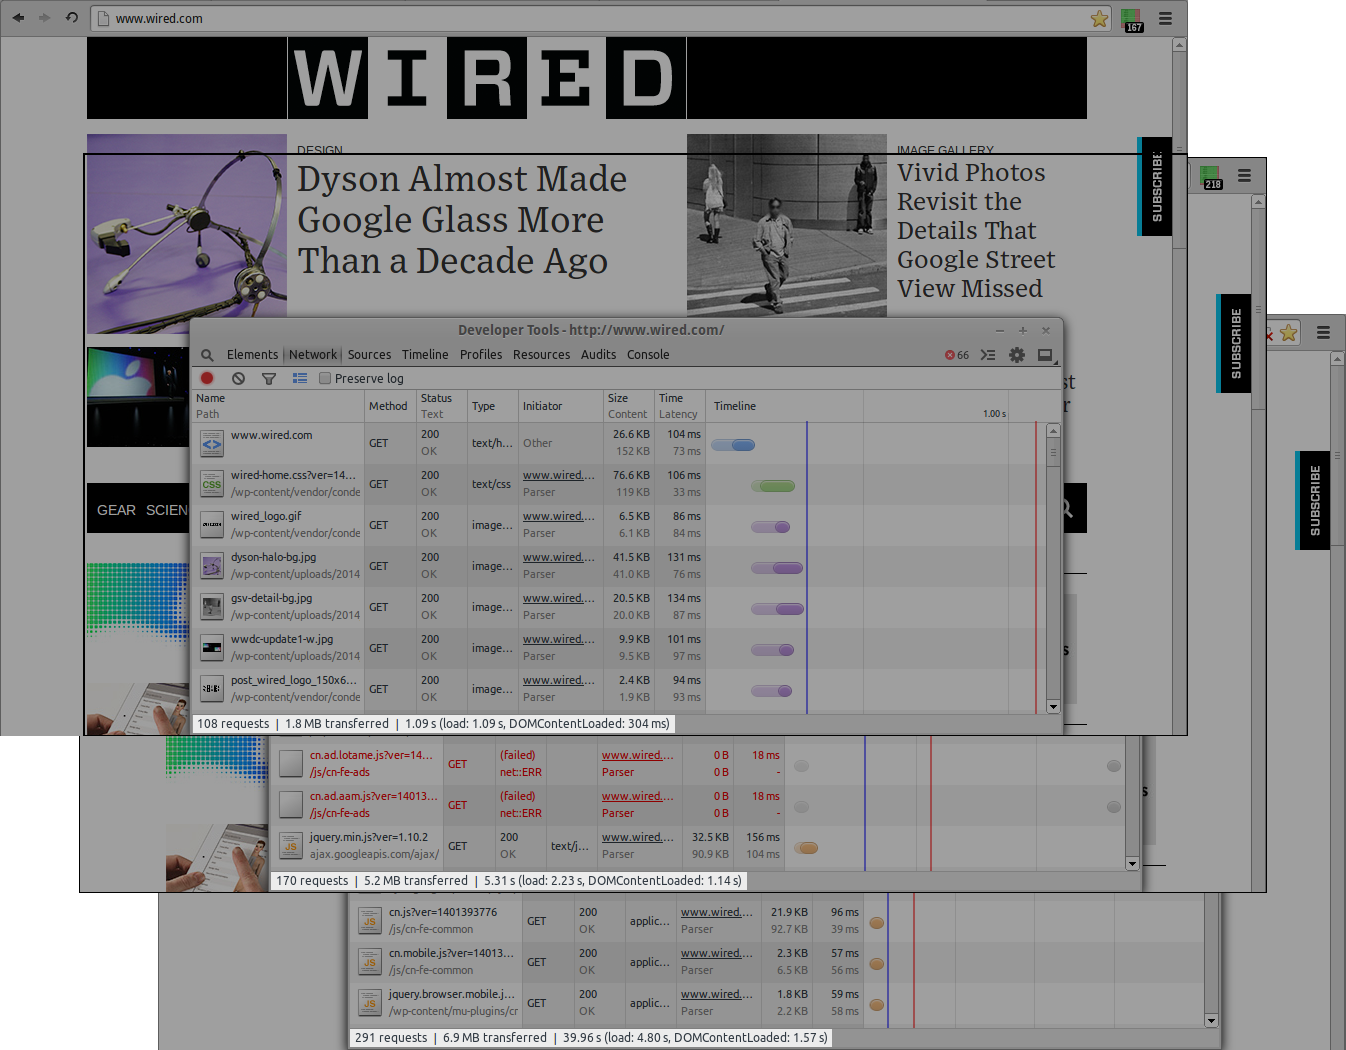 www.wired.com
167
WIRED
DESIGN
Dyson Almost Made
Google Glass More
Than a Decade Ago
IMAGE GALLERY
Vivid Photos
Revisit the
Details That
Google Street
View Missed
SUBSCRIBE
218
SUBSCRIBE
SUBSCRIBE
GEAR SCIEN
Developer Tools - http://www.wired.com/
Elements Network Sources Timeline Profiles Resources Audits Console 66
Preserve log
Name Path Method Status Text Type Initiator Size Content Time Latency Timeline 1.00 s
www.wired.com GET 200 OK text/h... Other 26.6 KB 152 KB 104 ms 73 ms
wired-home.css?ver=14... /wp-content/vendor/conde GET 200 OK text/css www.wired.... Parser 76.6 KB 119 KB 106 ms 33 ms
wired_logo.gif /wp-content/vendor/conde GET 200 OK image... www.wired.... Parser 6.5 KB 6.1 KB 86 ms 84 ms
dyson-halo-bg.jpg /wp-content/uploads/2014 GET 200 OK image... www.wired.... Parser 41.5 KB 41.0 KB 131 ms 76 ms
gsv-detail-bg.jpg /wp-content/uploads/2014 GET 200 OK image... www.wired.... Parser 20.5 KB 20.0 KB 134 ms 87 ms
wwdc-update1-w.jpg /wp-content/uploads/2014 GET 200 OK image... www.wired.... Parser 9.9 KB 9.5 KB 101 ms 97 ms
post_wired_logo_150x6... /wp-content/vendor/conde GET 200 OK image... www.wired.... Parser 2.4 KB 1.9 KB 94 ms 93 ms
108 requests | 1.8 MB transferred | 1.09 s (load: 1.09 s, DOMContentLoaded: 304 ms)
cn.ad.lotame.js?ver=14... /js/cn-fe-ads GET (failed) net::ERR www.wired.... Parser 0 B 0 B 18 ms -
cn.ad.aam.js?ver=14013... /js/cn-fe-ads GET (failed) net::ERR www.wired.... Parser 0 B 0 B 18 ms -
jquery.min.js?ver=1.10.2 ajax.googleapis.com/ajax/ GET 200 OK text/j... www.wired.... Parser 32.5 KB 90.9 KB 156 ms 104 ms
170 requests | 5.2 MB transferred | 5.31 s (load: 2.23 s, DOMContentLoaded: 1.14 s)
cn.js?ver=1401393776 /js/cn-fe-common GET 200 OK applic... www.wired.... Parser 21.9 KB 92.7 KB 96 ms 39 ms
cn.mobile.js?ver=14013... /js/cn-fe-common GET 200 OK applic... www.wired.... Parser 2.3 KB 6.5 KB 57 ms 56 ms
jquery.browser.mobile.j... /wp-content/mu-plugins/cr GET 200 OK applic... www.wired.... Parser 1.8 KB 2.2 KB 59 ms 58 ms
291 requests | 6.9 MB transferred | 39.96 s (load: 4.80 s, DOMContentLoaded: 1.57 s)